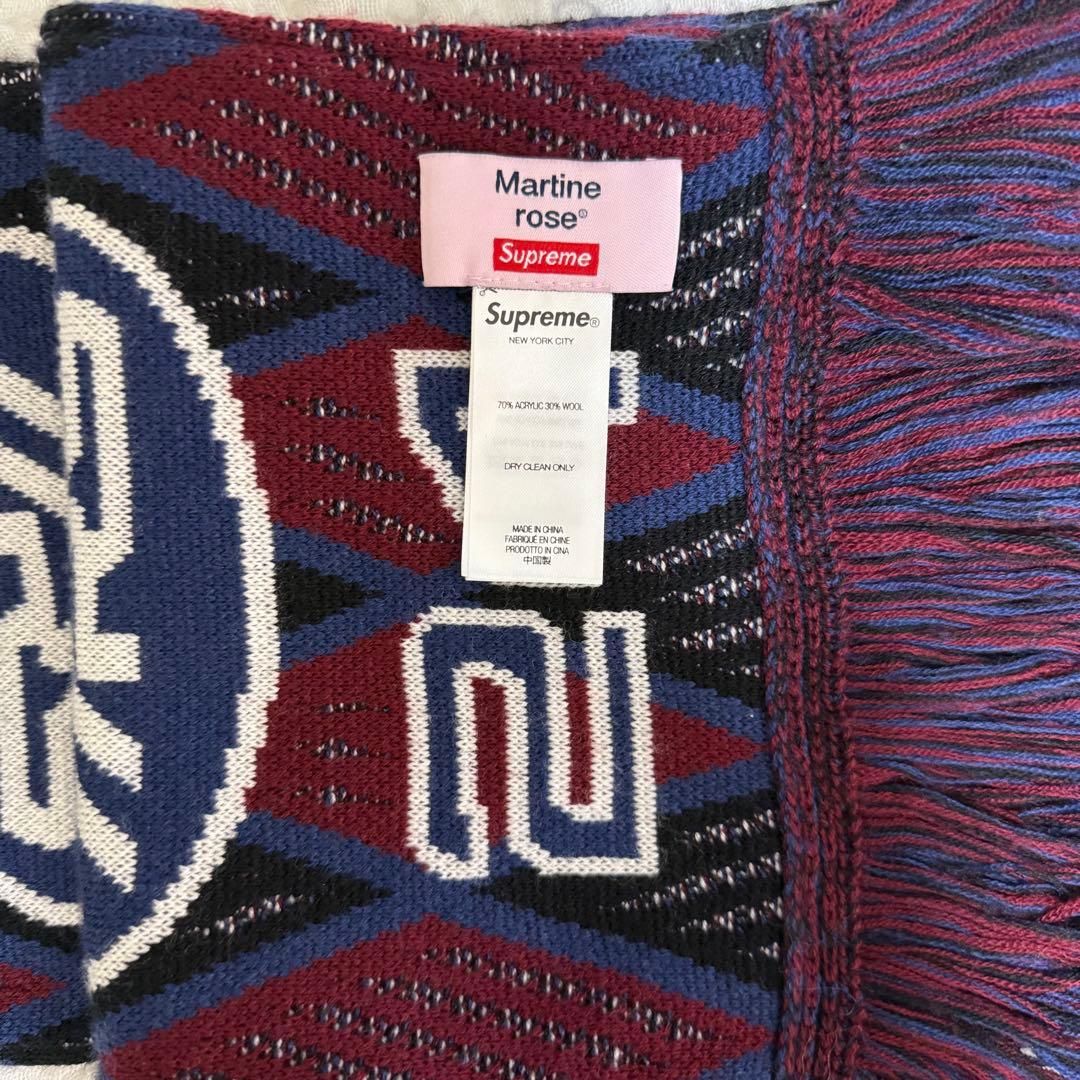 Martine
rose®
Supreme
Supreme®
NEW YORK CITY
70% ACRYLIC 30% WOOL
DRY CLEAN ONLY
MADE IN CHINA
FABRIQUÉ EN CHINE
PRODOTTO IN CINA
中国製